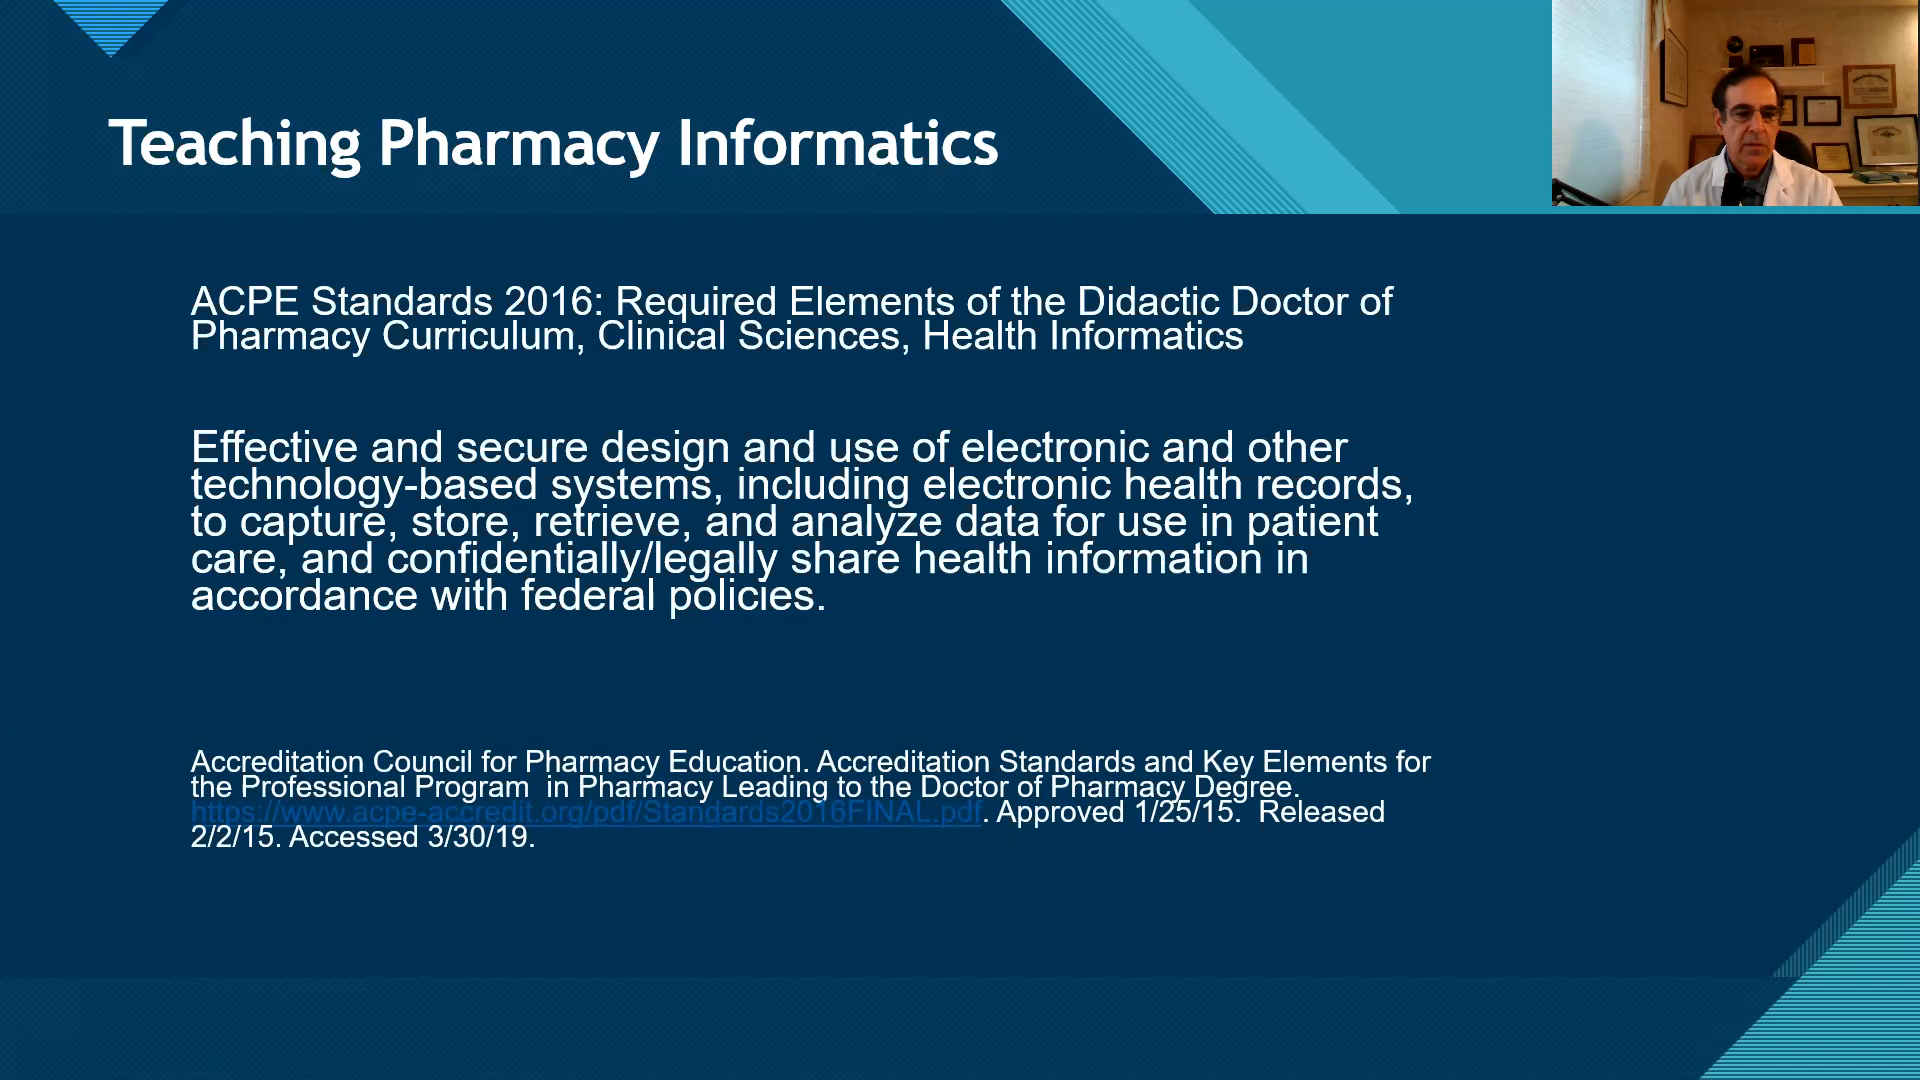 Teaching Pharmacy Informatics
ACPE Standards 2016: Required Elements of the Didactic Doctor of
Pharmacy Curriculum, Clinical Sciences, Health Informatics
Effective and secure design and use of electronic and other
technology-based systems, including electronic health records,
to capture, store, retrieve, and analyze data for use in patient
care, and confidentially/legally share health information in
accordance with federal policies.
Accreditation Council for Pharmacy Education. Accreditation Standards and Key Elements for
the Professional Program  in Pharmacy Leading to the Doctor of Pharmacy Degree.
https://www.acpe-accredit.org/pdf/Standards2016FINAL.pdf. Approved 1/25/15.  Released
2/2/15. Accessed 3/30/19.